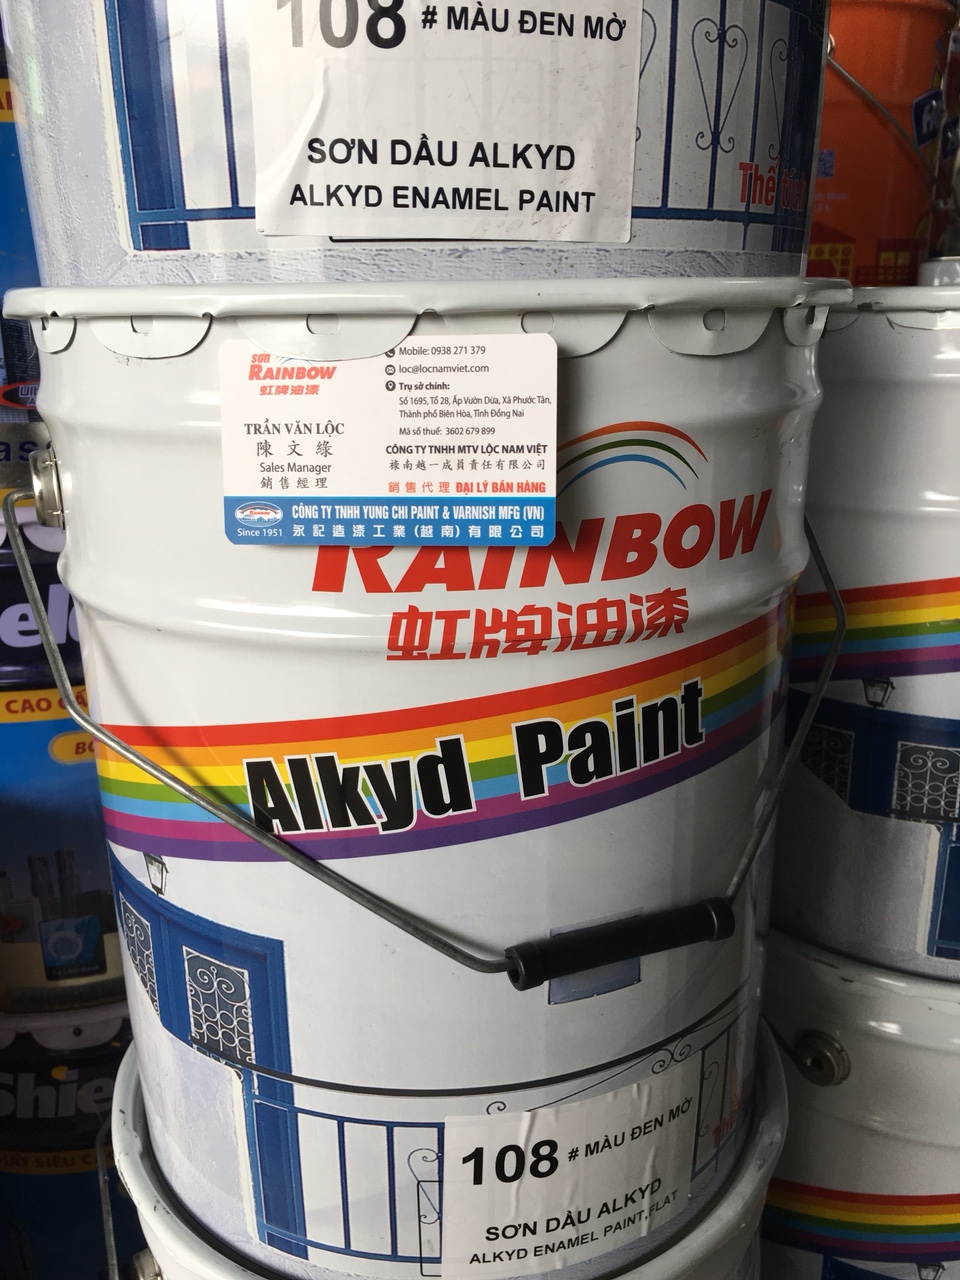 108 # MÀU ĐEN MỜ
SƠN DẦU ALKYD
ALKYD ENAMEL PAINT
Thế
sơn
RAINBOW
虹牌油漆
TRẦN VĂN LỘC
陳文綠
Sales Manager
銷售經理
Mobile: 0938 271 379
loc@locnamviet.com
Trụ sở chính:
Số 1695, Tổ 28, Ấp Vườn Dừa, Xã Phước Tân,
Thành phố Biên Hòa, Tỉnh Đồng Nai
Mã số thuế: 3602 679 899
CÔNG TY TNHH MTV LỘC NAM VIỆT
祿南越一成員責任有限公司
銷售代理 ĐẠI LÝ BÁN HÀNG
Since 1951
CÔNG TY TNHH YUNG CHI PAINT & VARNISH MFG (VN)
永記造漆工業(越南)有限公司
RAINBOW
虹牌油漆
Alkyd Paint
108 # MÀU ĐEN MỜ
SƠN DẦU ALKYD
ALKYD ENAMEL PAINT, FLAT
CAO
Shie